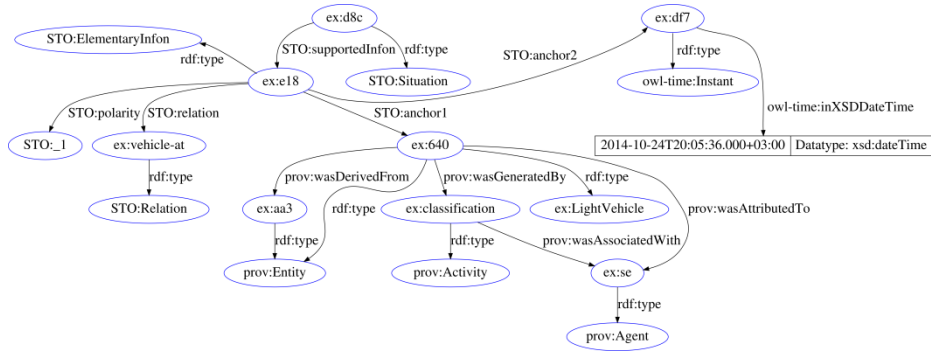 ex:d8c
ex:df7
STO:ElementaryInfon
rdf:type
STO:supportedInfon
rdf:type
STO:anchor2
rdf:type
ex:e18
STO:Situation
owl-time:Instant
STO:polarity
STO:relation
STO:anchor1
owl-time:inXSDDateTime
STO:_1
ex:vehicle-at
ex:640
2014-10-24T20:05:36.000+03:00
Datatype: xsd:dateTime
rdf:type
prov:wasDerivedFrom
rdf:type
prov:wasGeneratedBy
rdf:type
prov:wasAttributedTo
STO:Relation
ex:aa3
ex:classification
ex:LightVehicle
rdf:type
rdf:type
prov:wasAssociatedWith
prov:Entity
prov:Activity
ex:se
rdf:type
prov:Agent